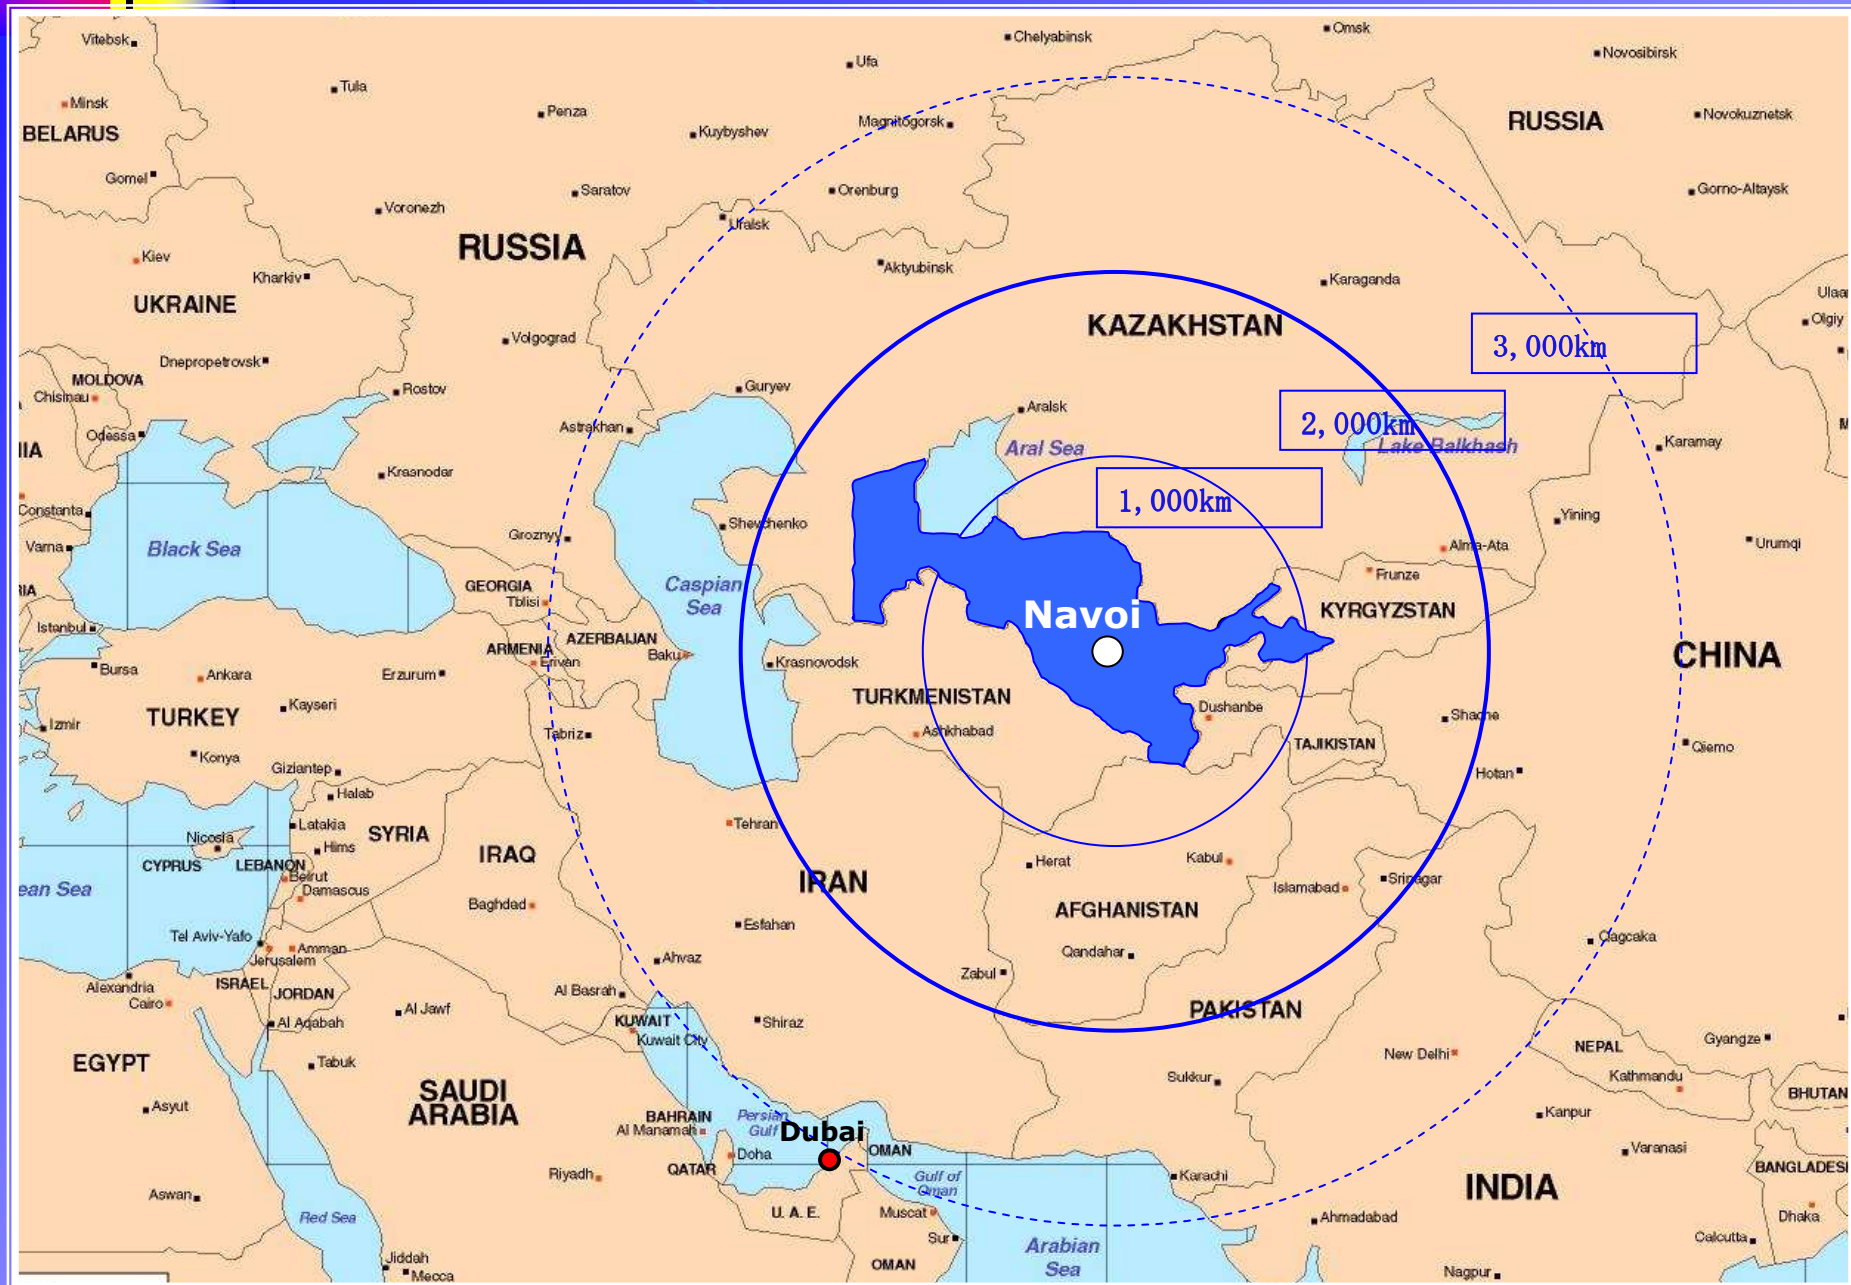 Vitebsk
Chelyabinsk
Omsk
Novosibirsk
Ufa
Tula
Minsk
BELARUS
Penza
Kuybyshev
Magnitogorsk
RUSSIA
Novokuznetsk
Gomel
Saratov
Orenburg
Gorno-Altaysk
Voronezh
Uralsk
RUSSIA
Kiev
Kharkiv
Aktyubinsk
Karaganda
UKRAINE
KAZAKHSTAN
Olgiy
3,000km
Volgograd
Dnepropetrovsk
MOLDOVA
Chisinau
Rostov
Guryev
Aralsk
2,000km
Odessa
Astrakhan
Aral Sea
Lake Balkhash
Karamay
Krasnodar
1,000km
Constanta
Shevchenko
Yining
Varna
Black Sea
Groznyy
Alma-Ata
Urumqi
Caspian
Sea
GEORGIA
Tblisi
Frunze
KYRGYZSTAN
Navoi
Istanbul
ARMENIA
AZERBAIJAN
Erivan
Baku
Krasnovodsk
CHINA
Bursa
Ankara
Erzurum
TURKMENISTAN
Kayseri
Izmir
TURKEY
Dushanbe
Shache
Tabriz
Ashkhabad
TAJIKISTAN
Qiemo
Konya
Giziantep
Hotan
Halab
Latakia
SYRIA
Tehran
Nicosia
Hims
IRAQ
CYPRUS
LEBANON
Beirut
Herat
Kabul
ean Sea
Damascus
IRAN
Islamabad
Srinagar
Baghdad
AFGHANISTAN
Esfahan
Tel Aviv-Yafo
Amman
Jerusalem
Qandahar
Qagcaka
Ahvaz
Zabul
Alexandria
ISRAEL
JORDAN
Al Basrah
Cairo
Al Jawf
PAKISTAN
Al Aqabah
KUWAIT
Kuwait City
Shiraz
Gyangze
NEPAL
EGYPT
Tabuk
New Delhi
Kathmandu
SAUDI
ARABIA
Sukkur
BHUTAN
Asyut
BAHRAIN
Al Manamah
Persian
Gulf
Dubai
Kanpur
Varanasi
Doha
OMAN
QATAR
BANGLADESI
Riyadh
Gulf of
Oman
Karachi
INDIA
Aswan
U. A. E.
Muscat
Red Sea
Ahmadabad
Dhaka
Sur
Arabian
Sea
Calcutta
Jiddah
Mecca
OMAN
Nagpur